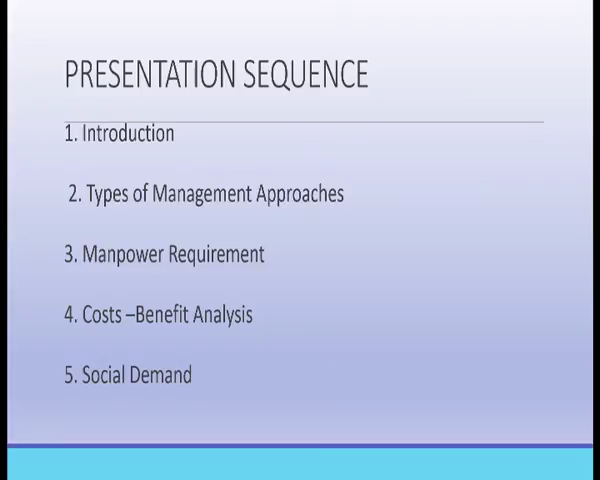 PRESENTATION SEQUENCE
1. Introduction
2. Types of Management Approaches
3. Manpower Requirement
4. Costs –Benefit Analysis
5. Social Demand